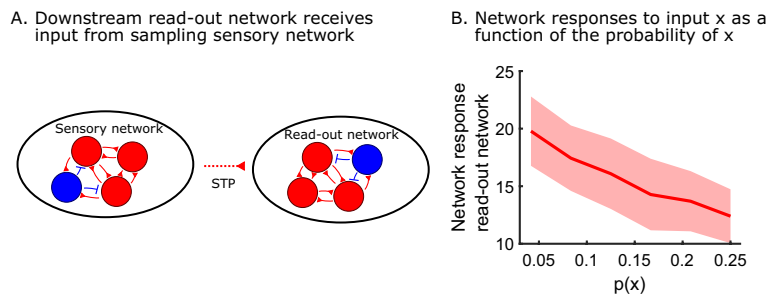 A. Downstream read-out network receives
input from sampling sensory network
Sensory network
STP
Read-out network
B. Network responses to input x as a
function of the probability of x
Network response
read-out network
25
20
15
10
0.05
0.1
0.15
0.2
0.25
p(x)